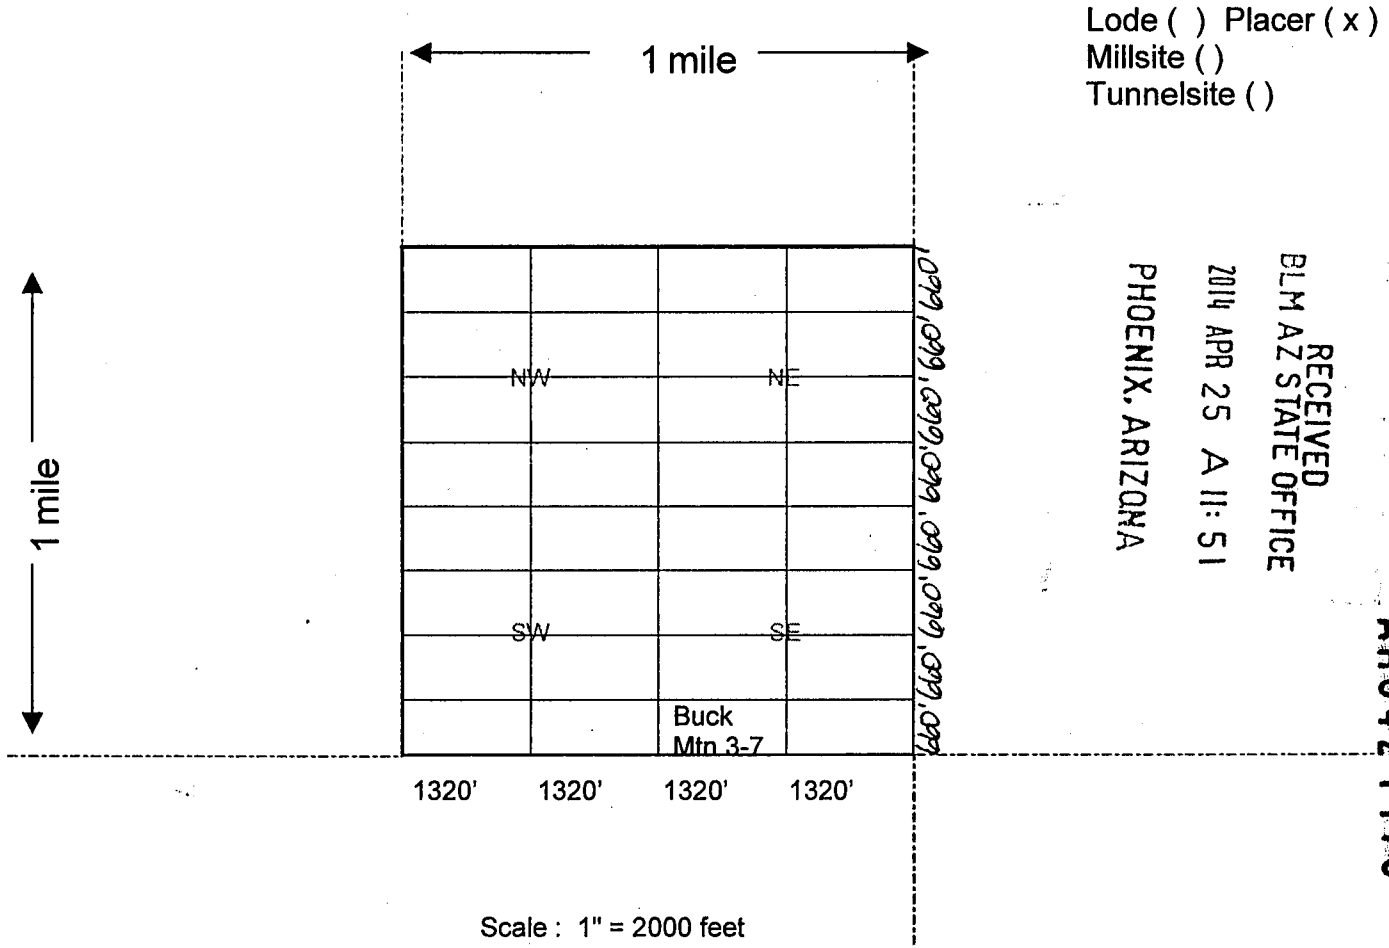 Lode ( ) Placer ( x )
Millsite ( )
Tunnelsite ( )
1 mile
1 mile
NW
NE
SW
SE
Buck
Mtn 3-7
660' 660' 660' 660' 660' 660' 660' 660'
1320' 1320' 1320' 1320'
Scale : 1" = 2000 feet
RECEIVED
BLM AZ STATE OFFICE
2014 APR 25 A 11: 51
PHOENIX, ARIZONA